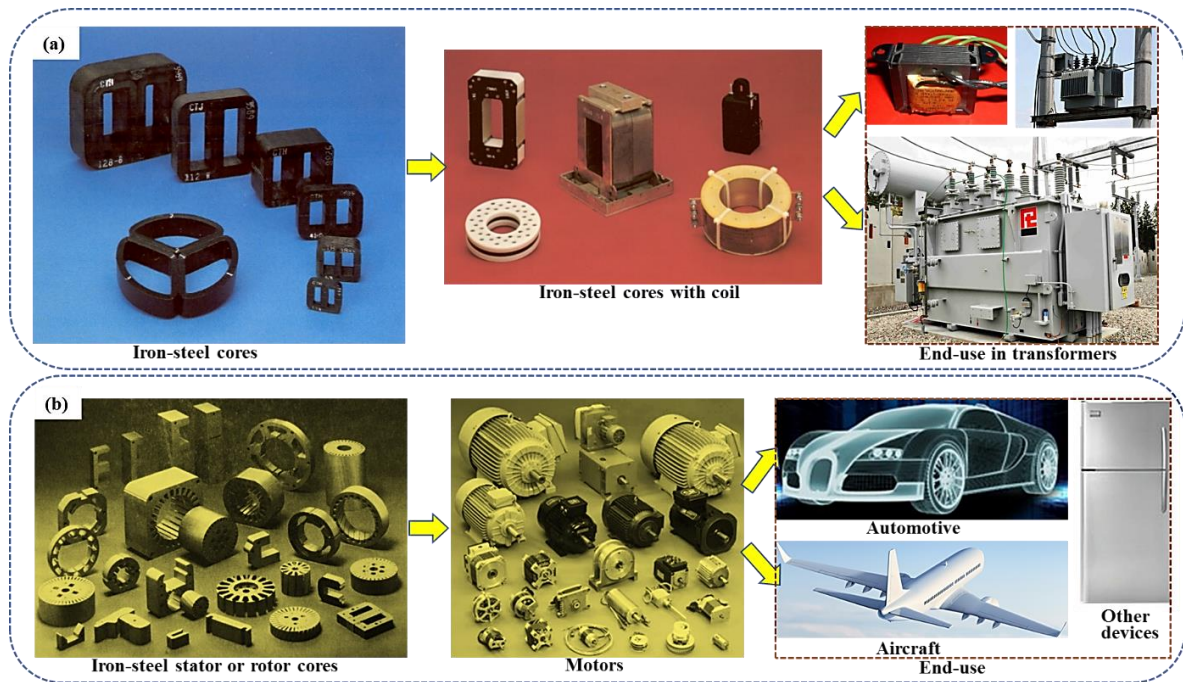 (a)
CTJ
Iron-steel cores
Iron-steel cores with coil
End-use in transformers
(b)
Iron-steel stator or rotor cores
Motors
Automotive
Aircraft
Other
devices
End-use